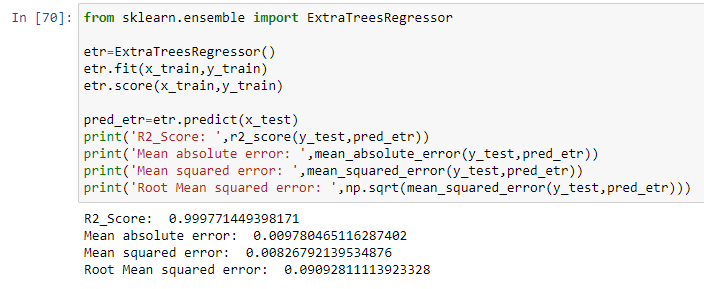 In [70]: from sklearn.ensemble import ExtraTreesRegressor
etr=ExtraTreesRegressor()
etr.fit(x_train,y_train)
etr.score(x_train,y_train)
pred_etr=etr.predict(x_test)
print('R2_Score: ',r2_score(y_test,pred_etr))
print('Mean absolute error: ',mean_absolute_error(y_test,pred_etr))
print('Mean squared error: ',mean_squared_error(y_test,pred_etr))
print('Root Mean squared error: ',np.sqrt(mean_squared_error(y_test,pred_etr)))
R2_Score:  0.999771449398171
Mean absolute error:  0.009780465116287402
Mean squared error:  0.00826792139534876
Root Mean squared error:  0.09092811113923328